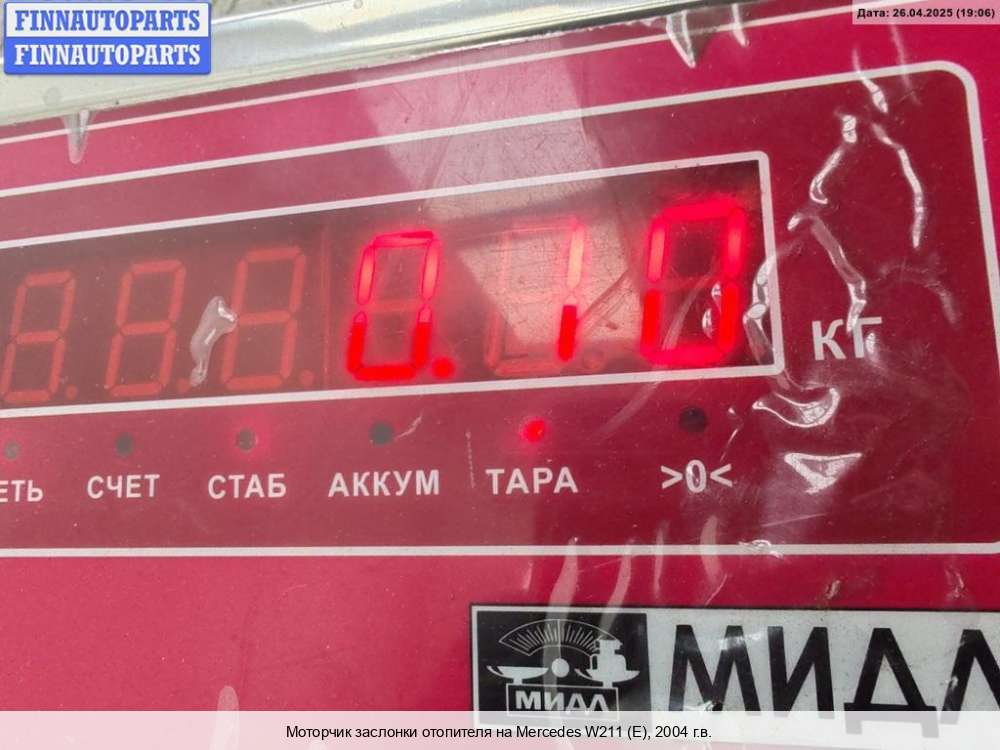 FINNAUTOPARTS
FINNAUTOPARTS
Дата: 26.04.2025 (19:06)
0.10
КГ
СЧЕТ СТАБ АККУМ ТАРА >0<
МИДЛ
МИДЛ
Моторчик заслонки отопителя на Mercedes W211 (E), 2004 г.в.